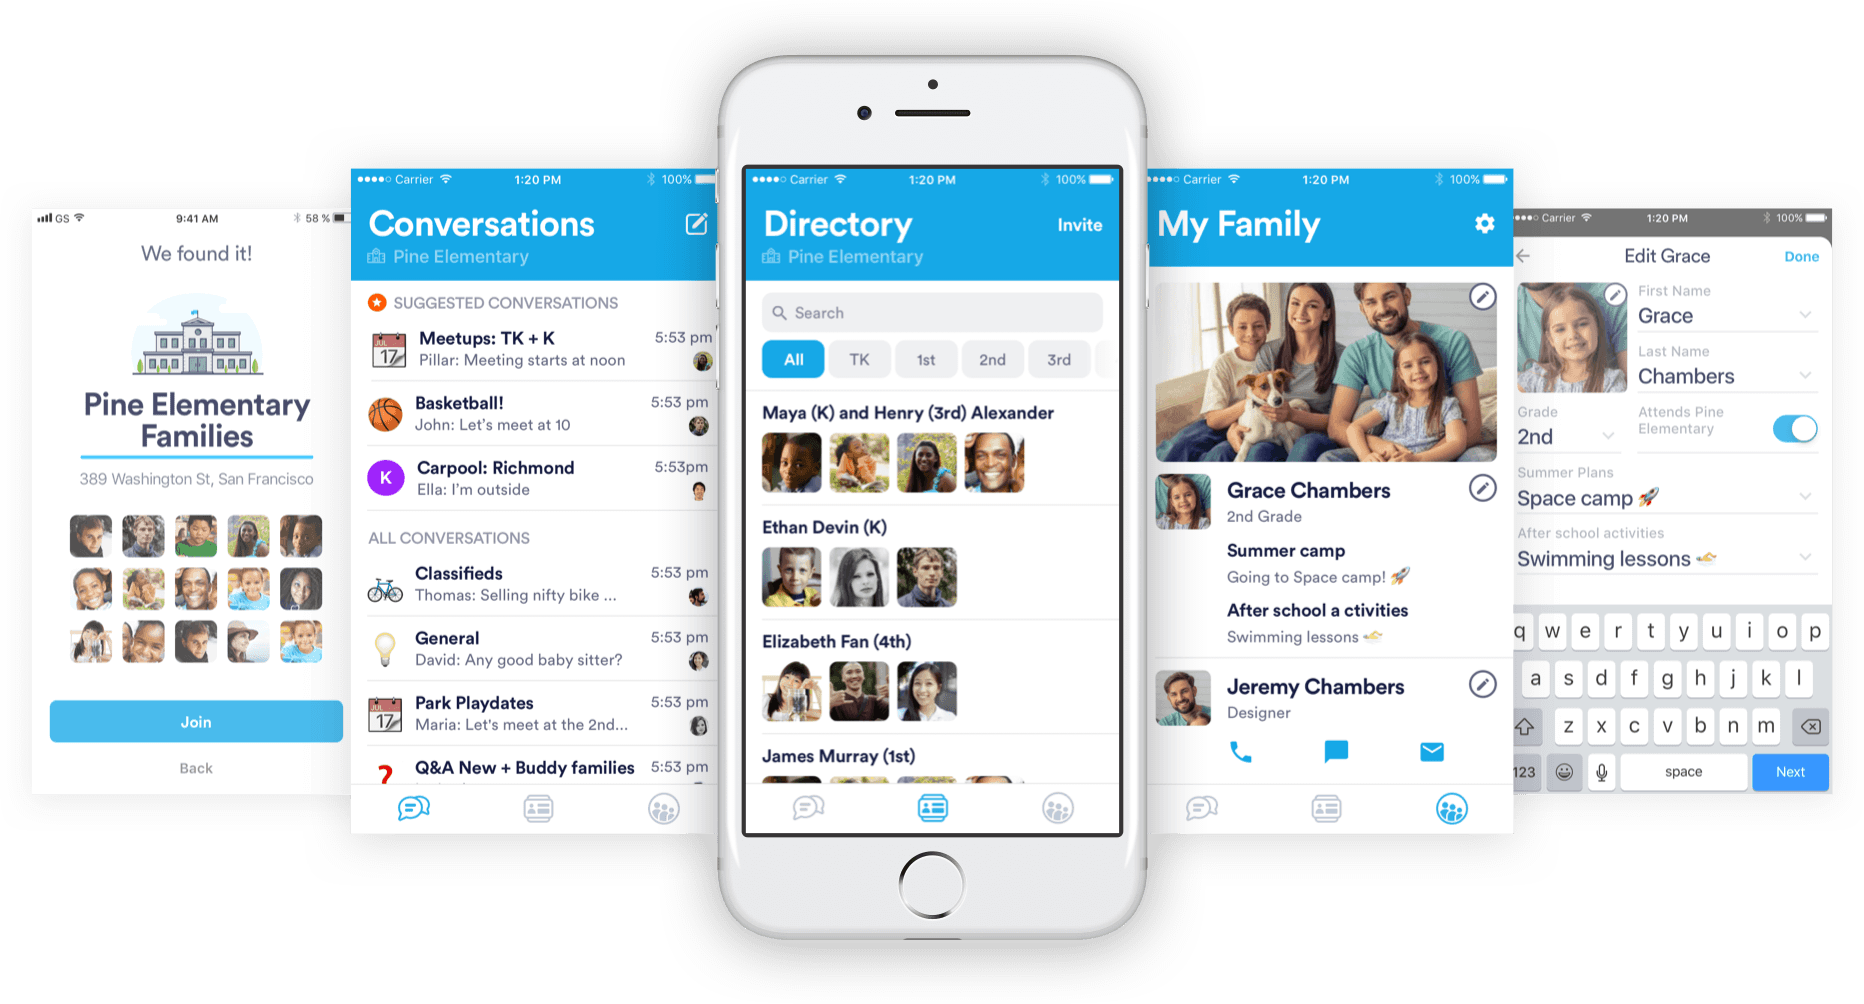 GS 9:41 AM 58 %
We found it!
Pine Elementary
Families
389 Washington St, San Francisco
Join
Back
Carrier 1:20 PM 100%
Conversations
Pine Elementary
SUGGESTED CONVERSATIONS
JUL
17
Meetups: TK + K 5:53 pm
Pillar: Meeting starts at noon
Basketball! 5:53 pm
John: Let's meet at 10
K
Carpool: Richmond 5:53pm
Ella: I'm outside
ALL CONVERSATIONS
Classifieds 5:53 pm
Thomas: Selling nifty bike ...
General 5:53 pm
David: Any good baby sitter?
JUL
17
Park Playdates 5:53 pm
Maria: Let's meet at the 2nd...
Q&A New + Buddy families 5:53 pm
Carrier 1:20 PM 100%
Directory Invite
Pine Elementary
Search
All TK 1st 2nd 3rd
Maya (K) and Henry (3rd) Alexander
Ethan Devin (K)
Elizabeth Fan (4th)
James Murray (1st)
Carrier 1:20 PM 100%
My Family
Grace Chambers
2nd Grade
Summer camp
Going to Space camp! 🚀
After school a ctivities
Swimming lessons
Jeremy Chambers
Designer
Carrier 1:20 PM 100%
Edit Grace Done
First Name
Grace
Last Name
Chambers
Grade
2nd
Attends Pine
Elementary
Summer Plans
Space camp 🚀
After school activities
Swimming lessons
q w e r t y u i o p
a s d f g h j k l
z x c v b n m
123 space Next